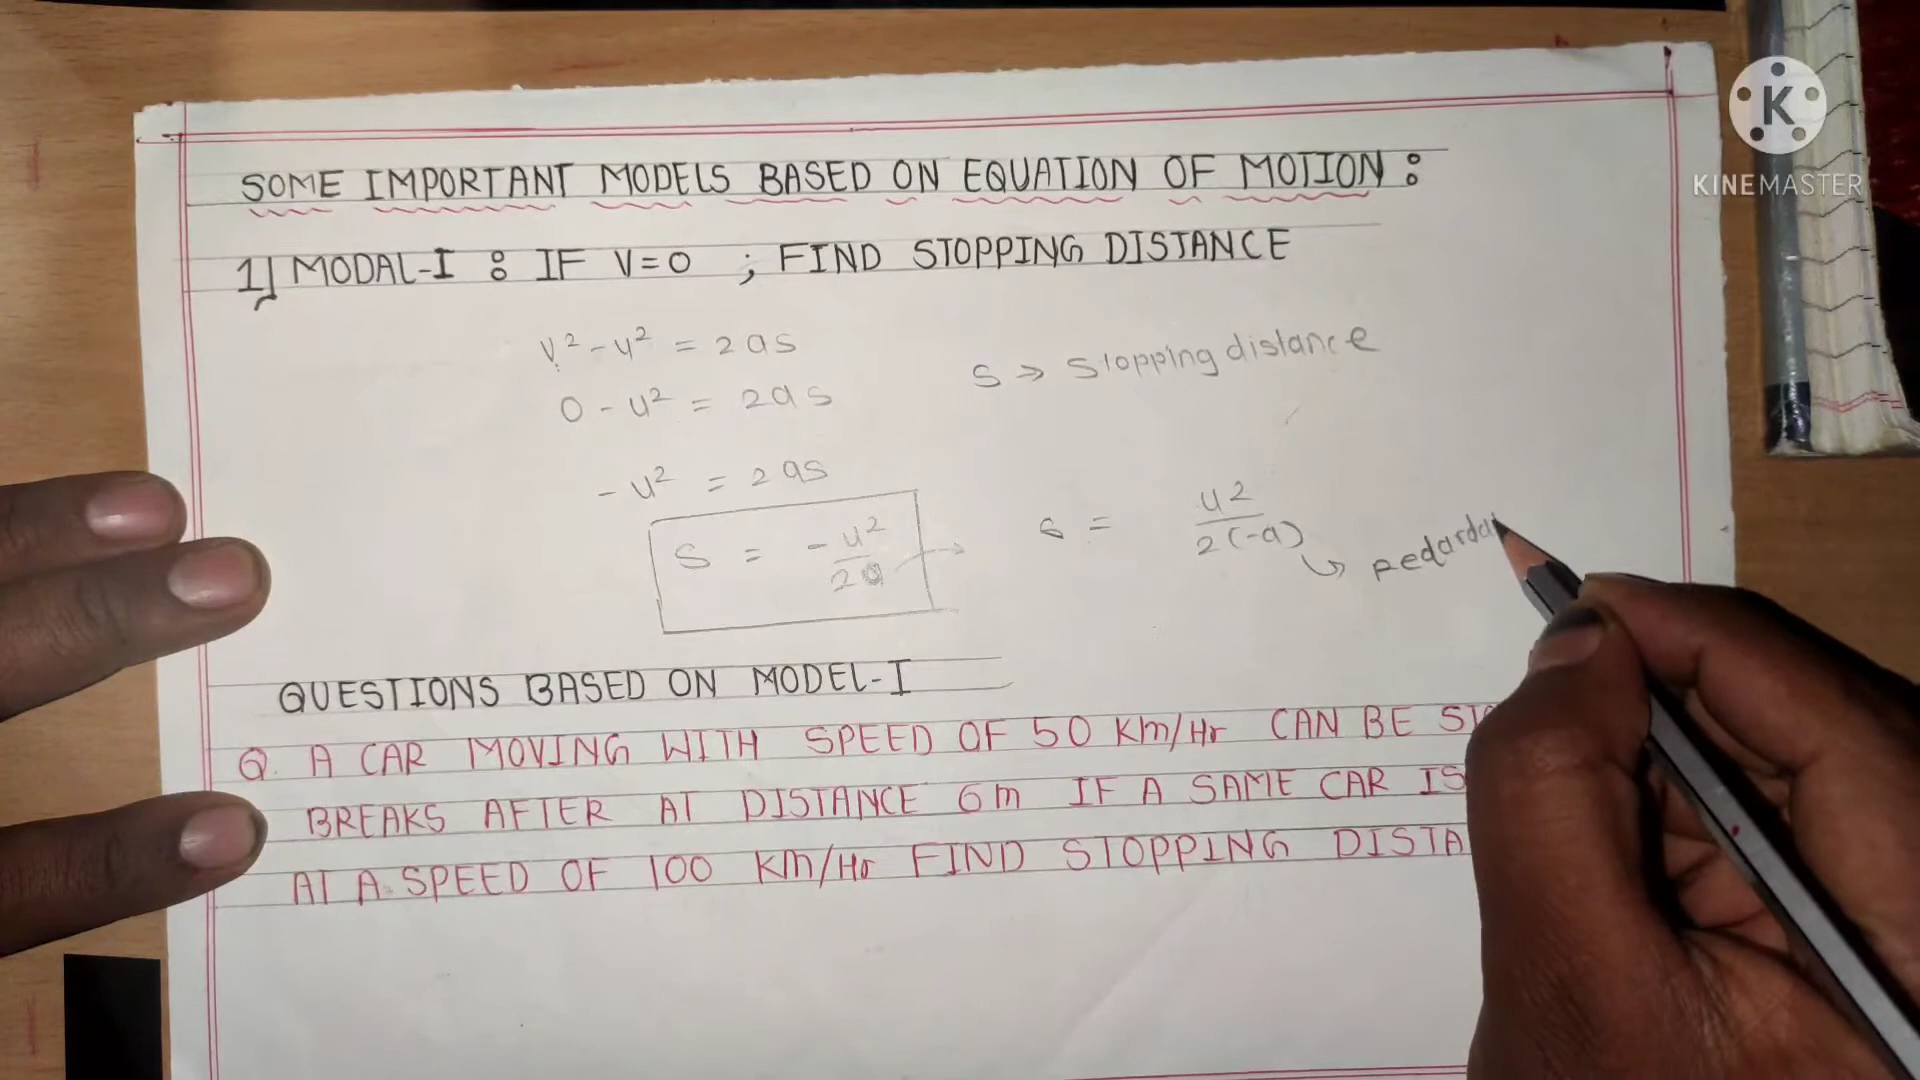 SOME IMPORTANT MODELS BASED ON EQUATION OF MOTION :
1] MODAL-I : IF V=0 ; FIND STOPPING DISTANCE
V² - u² = 2as
S → Stopping distance
0 - u² = 2as
- u² = 2as
S = -u²/2a → s = u²/2(-a) → Redarda
QUESTIONS BASED ON MODEL-I
Q. A CAR MOVING WITH SPEED OF 50 KM/Hr CAN BE
BREAKS AFTER AT DISTANCE 6m IF A SAME CAR IS
AT A SPEED OF 100 KM/Hr FIND STOPPING DISTA
K
KINEMASTER